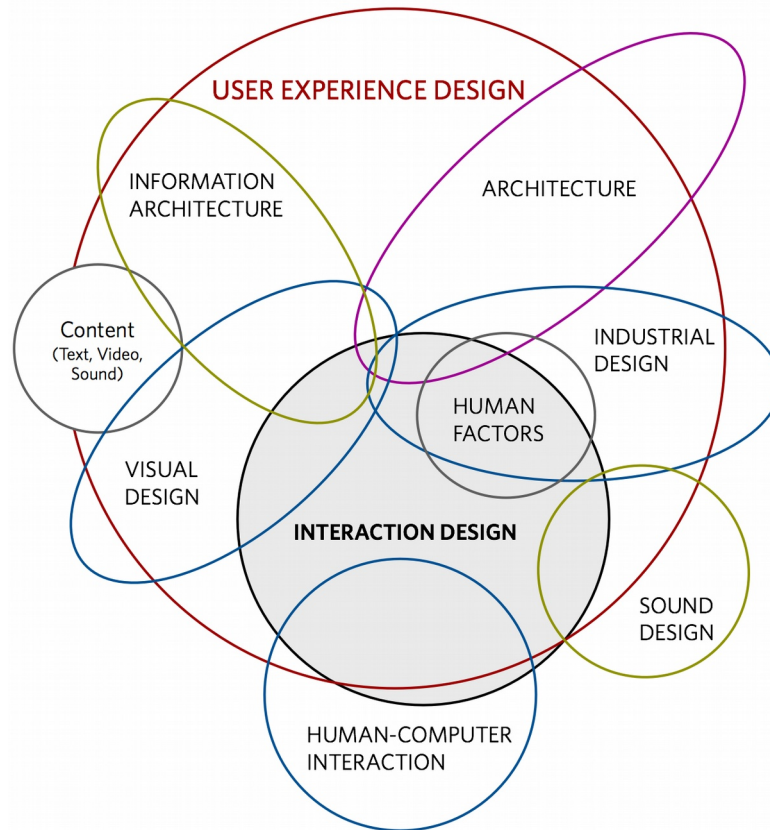 USER EXPERIENCE DESIGN
INFORMATION
ARCHITECTURE
ARCHITECTURE
Content
(Text, Video,
Sound)
INDUSTRIAL
DESIGN
HUMAN
FACTORS
VISUAL
DESIGN
INTERACTION DESIGN
SOUND
DESIGN
HUMAN-COMPUTER
INTERACTION